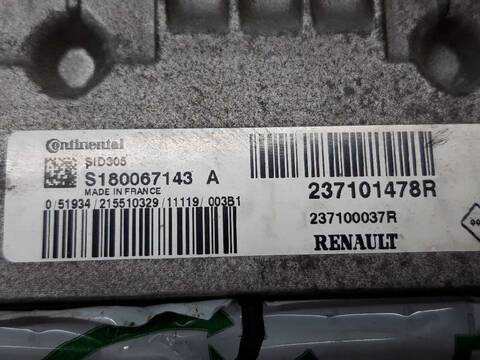 Continental
SID305
S180067143 A
MADE IN FRANCE
0/51934/215510329/11119/003B1
237101478R
237100037R
RENAULT